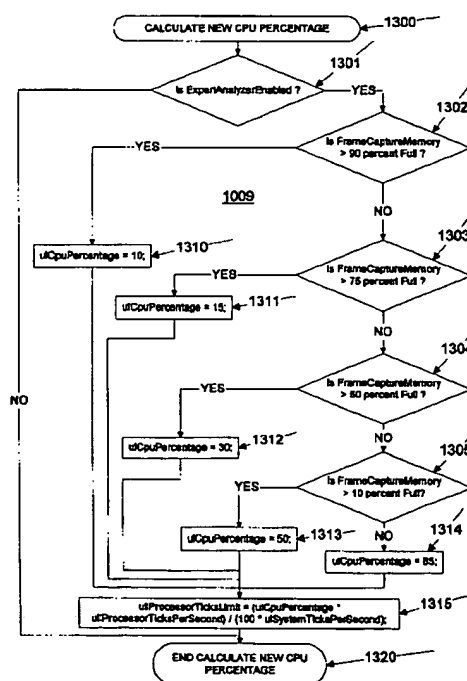 CALCULATE NEW CPU PERCENTAGE
1300
1301
Is ExpertAnalyzerEnabled ?
YES
1302
Is FrameCaptureMemory
> 90 percent Full ?
YES
1009
NO
1303
1310
ulCpuPercentage = 10;
Is FrameCaptureMemory
> 75 percent Full ?
YES
1311
ulCpuPercentage = 15;
NO
1304
Is FrameCaptureMemory
> 50 percent Full ?
YES
NO
1312
ulCpuPercentage = 30;
NO
1305
Is FrameCaptureMemory
> 10 percent Full?
YES
1313
ulCpuPercentage = 50;
NO
1314
ulCpuPercentage = 85;
1315
ulProcessorTicksLimit = (ulCpuPercentage *
ulProcessorTicksPerSecond) / (100 * ulSystemTicksPerSecond);
END CALCULATE NEW CPU
PERCENTAGE
1320